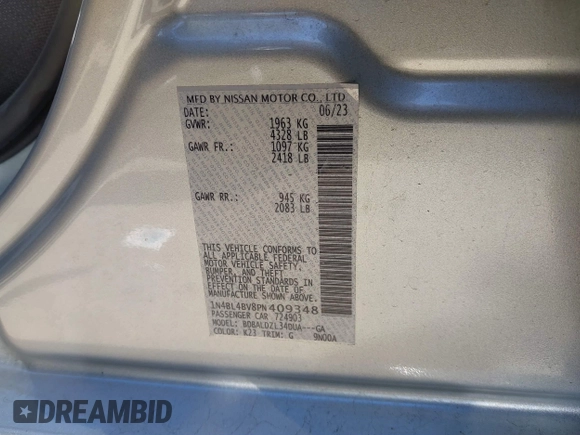 MFD BY NISSAN MOTOR CO., LTD
DATE: 06/23
GVWR: 1963 KG
4328 LB
GAWR FR.: 1097 KG
2418 LB
GAWR RR.: 945 KG
2083 LB
THIS VEHICLE CONFORMS TO
ALL APPLICABLE FEDERAL
MOTOR VEHICLE SAFETY,
BUMPER, AND THEFT
PREVENTION STANDARDS IN
EFFECT ON THE DATE OF
MANUFACTURE SHOWN ABOVE.
1N4BL4BV8PN409348
PASSENGER CAR 724903
MODEL: BDBALDZL34DUA---GA
COLOR: K23 TRIM: G 9N00A
DREAMBID